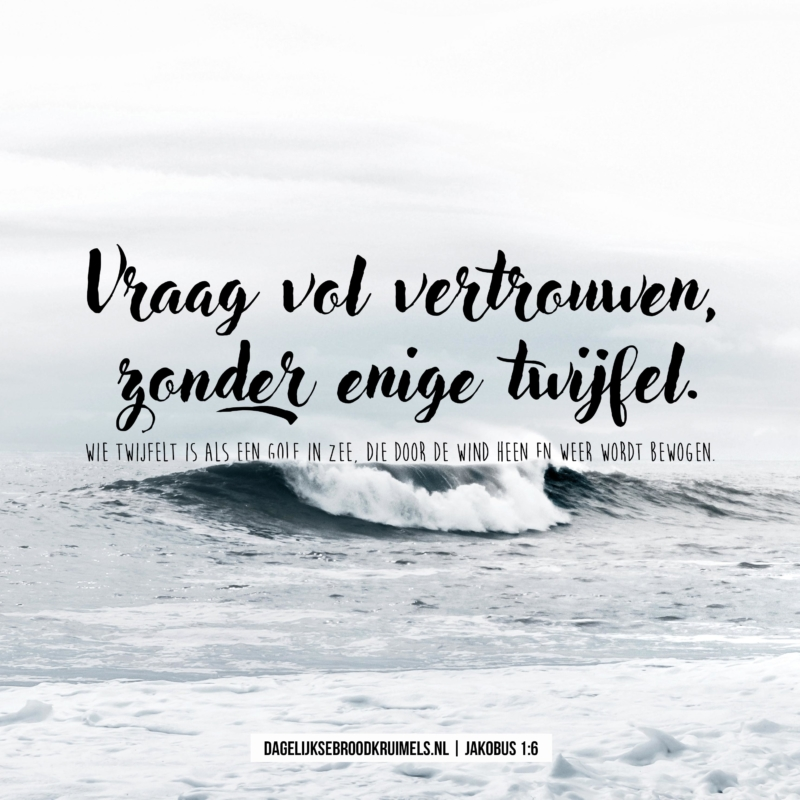 Vraag vol vertrouwen,
zonder enige twijfel.
WIE TWIJFELT IS ALS EEN GOLF IN ZEE, DIE DOOR DE WIND HEEN EN WEER WORDT BEWOGEN.
DAGELIJKSEBROODKRUIMELS.NL | JAKOBUS 1:6